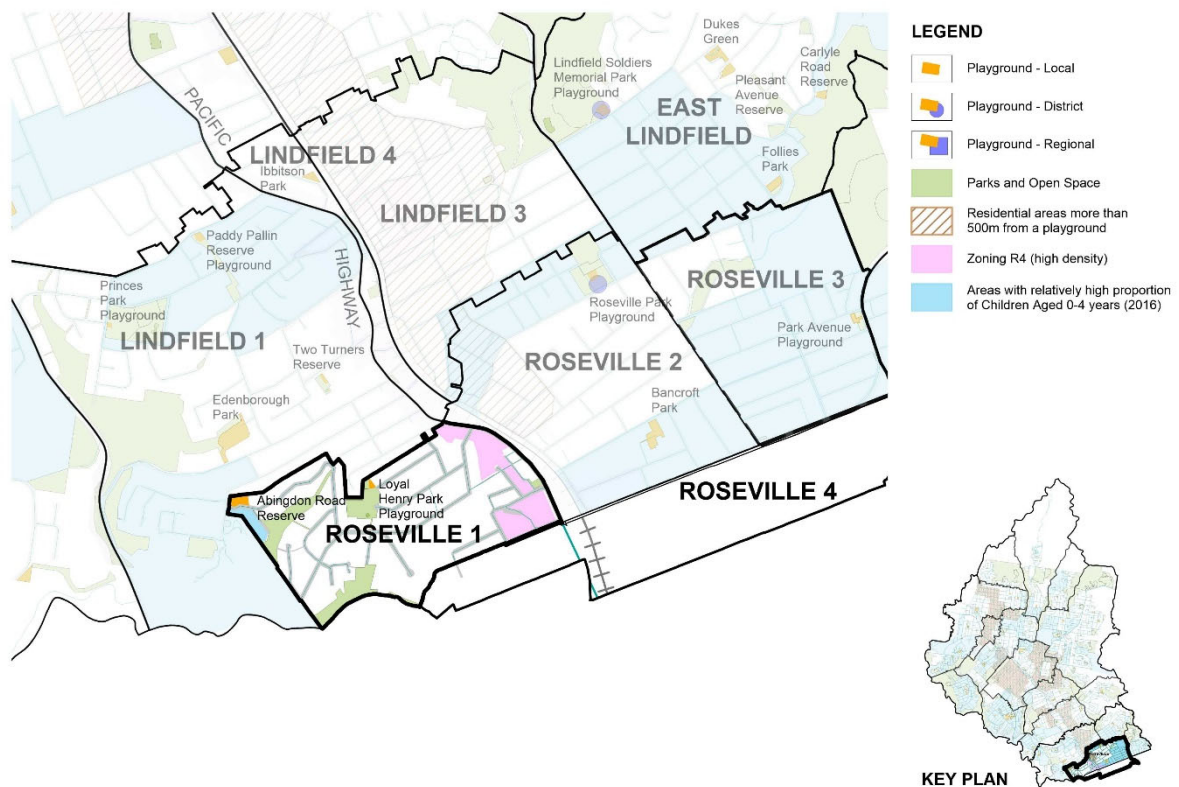 Dukes
Green
Carlyle
Road
Reserve
Lindfield Soldiers
Memorial Park
Playground
Pleasant
Avenue
Reserve
PACIFIC
EAST
LINDFIELD
LINDFIELD 4
Ibbitson
Park
Follies
Park
LINDFIELD 3
Paddy Pallin
Reserve
Playground
HIGHWAY
ROSEVILLE 3
Princes
Park
Playground
Roseville Park
Playground
LINDFIELD 1
Park Avenue
Playground
Two Turners
Reserve
ROSEVILLE 2
Edenborough
Park
Bancroft
Park
Abingdon Road
Reserve
Loyal
Henry Park
Playground
ROSEVILLE 1
ROSEVILLE 4
LEGEND
Playground - Local
Playground - District
Playground - Regional
Parks and Open Space
Residential areas more than
500m from a playground
Zoning R4 (high density)
Areas with relatively high proportion
of Children Aged 0-4 years (2016)
KEY PLAN